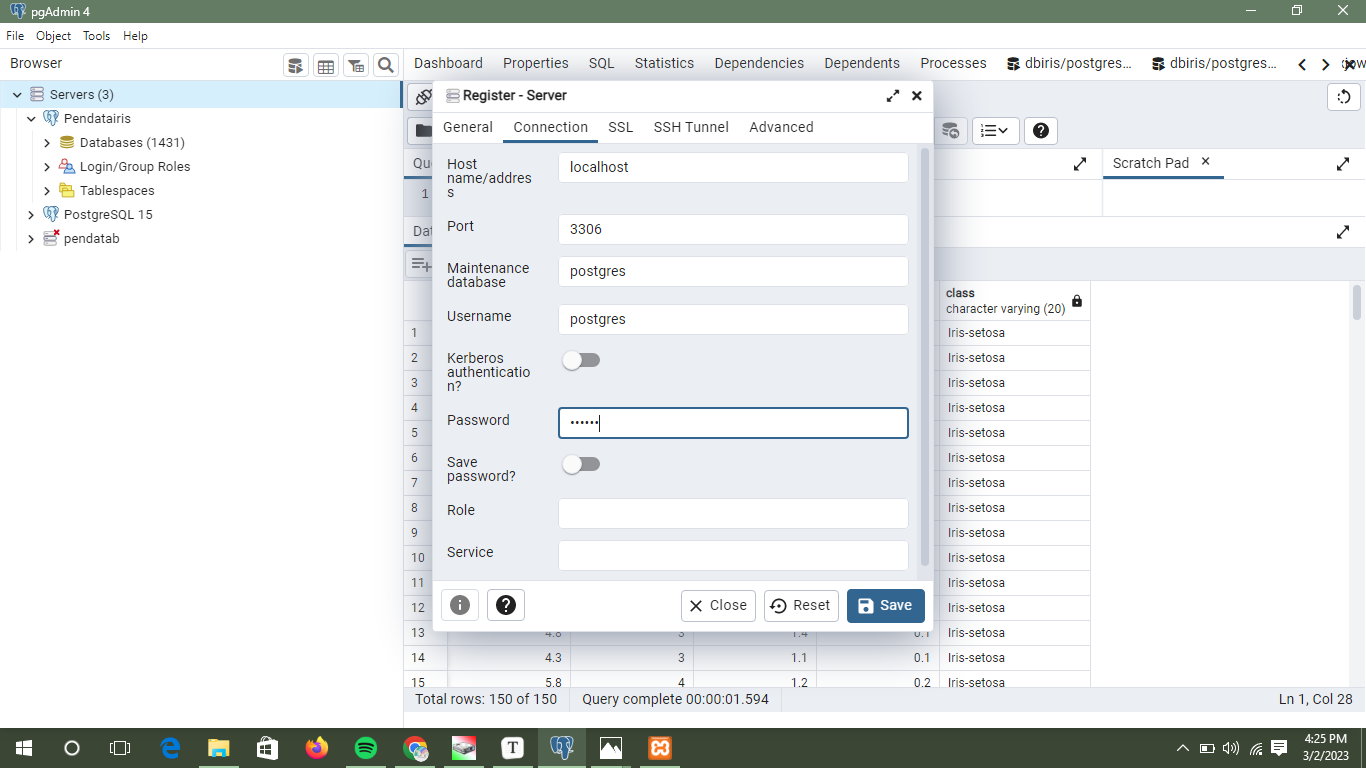 pgAdmin 4
File Object Tools Help
Browser
Dashboard Properties SQL Statistics Dependencies Dependents Processes dbiris/postgres... dbiris/postgres...
Servers (3)
Pendatairis
Databases (1431)
Login/Group Roles
Tablespaces
PostgreSQL 15
pendatab
Scratch Pad
1
Register - Server
General Connection SSL SSH Tunnel Advanced
Host
name/addres
s
localhost
Port
3306
Maintenance
database
postgres
Username
postgres
Kerberos
authenticatio
n?
Password
••••••
Save
password?
Role
Service
Close Reset Save
class
character varying (20)
1 Iris-setosa
2 Iris-setosa
3 Iris-setosa
4 Iris-setosa
5 Iris-setosa
6 Iris-setosa
7 Iris-setosa
8 Iris-setosa
9 Iris-setosa
10 Iris-setosa
11 Iris-setosa
12 Iris-setosa
13 4.8 3 1.4 0.1 Iris-setosa
14 4.3 3 1.1 0.1 Iris-setosa
15 5.8 4 1.2 0.2 Iris-setosa
Total rows: 150 of 150 Query complete 00:00:01.594 Ln 1, Col 28
4:25 PM
3/2/2023